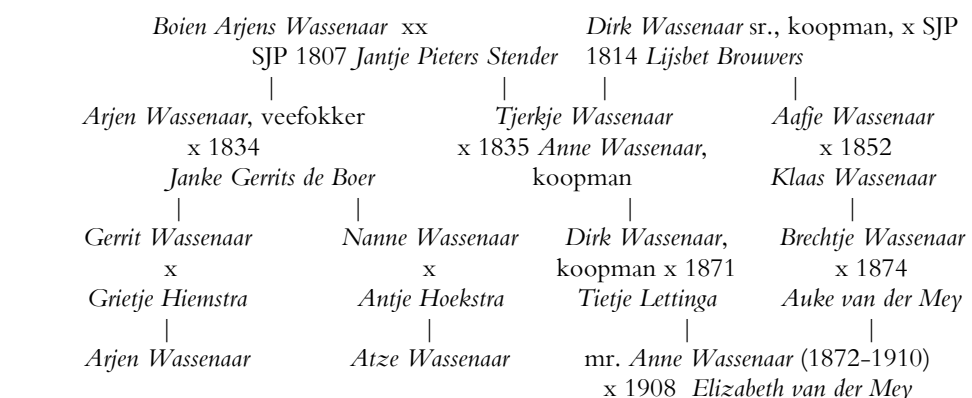 Boien Arjens Wassenaar xx Dirk Wassenaar sr., koopman, x SJP
SJP 1807 Jantje Pieters Stender 1814 Lijsbet Brouwers
| | | |
Arjen Wassenaar, veefokker Tjerkje Wassenaar Aafje Wassenaar
x 1834 x 1835 Anne Wassenaar, x 1852
Janke Gerrits de Boer koopman Klaas Wassenaar
| | | |
Gerrit Wassenaar Nanne Wassenaar Dirk Wassenaar, Brechtje Wassenaar
x x koopman x 1871 x 1874
Grietje Hiemstra Antje Hoekstra Tietje Lettinga Auke van der Mey
| | | |
Arjen Wassenaar Atze Wassenaar mr. Anne Wassenaar (1872-1910)
x 1908 Elizabeth van der Mey